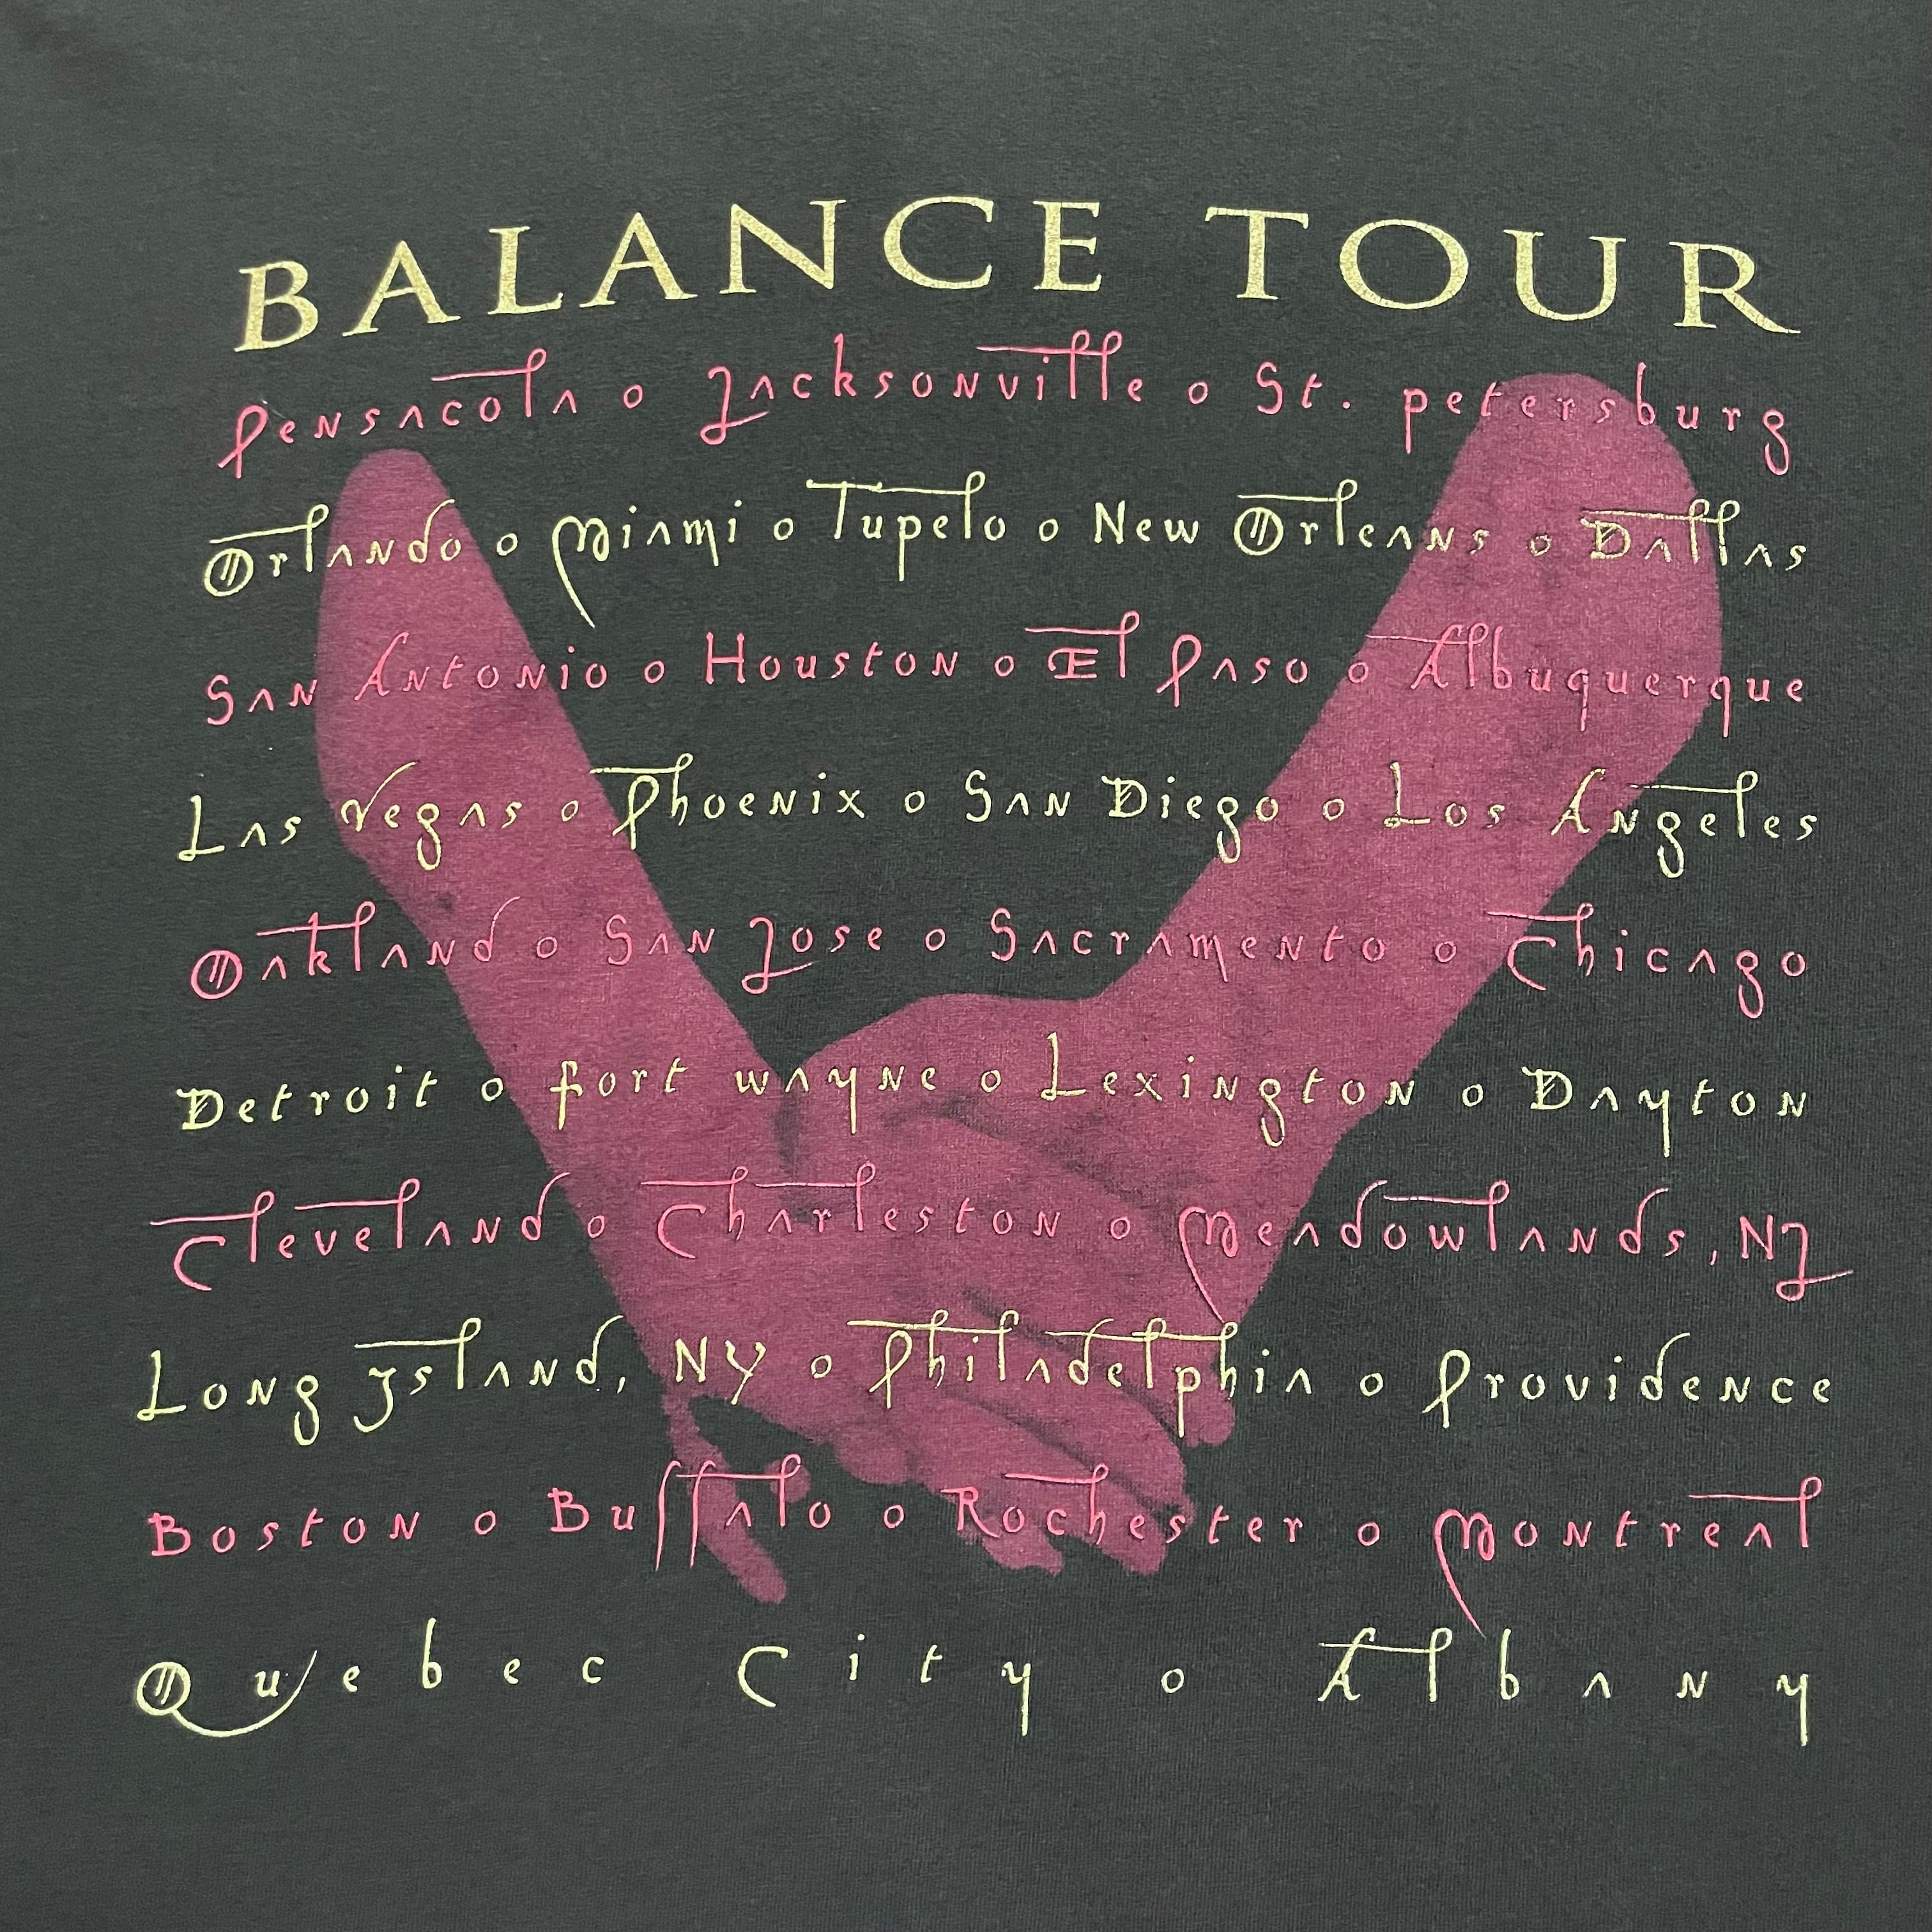 BALANCE TOUR
Pensacola o Jacksonville o St. petersburg
Orlando o Miami o Tupelo o New Orleans o Dallas
San Antonio o Houston o El Paso o Albuquerque
Las Vegas o Phoenix o San Diego o Los Angeles
Oakland o San Jose o Sacramento o Chicago
Detroit o fort wayne o Lexington o Dayton
Cleveland o Charleston o Meadowlands, NJ
Long Island, NY o Philadelphia o Providence
Boston o Buffalo o Rochester o Montreal
Quebec City o Albany